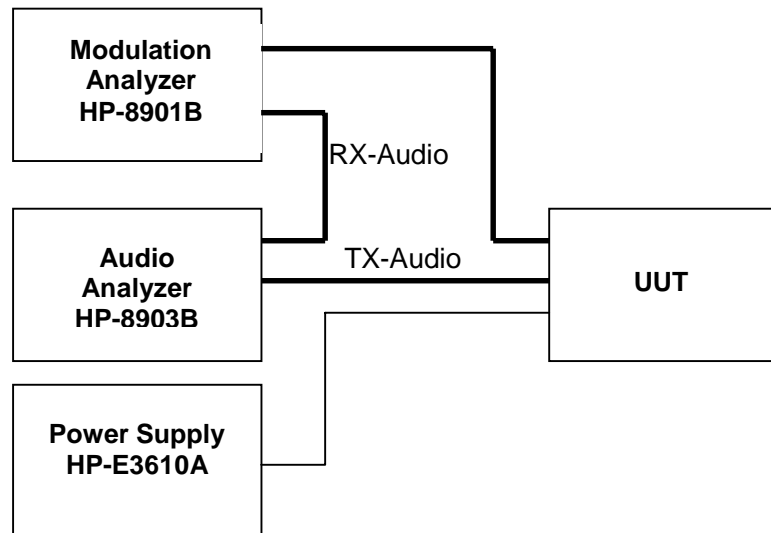 Modulation
Analyzer
HP-8901B
RX-Audio
Audio
Analyzer
HP-8903B
TX-Audio
UUT
Power Supply
HP-E3610A